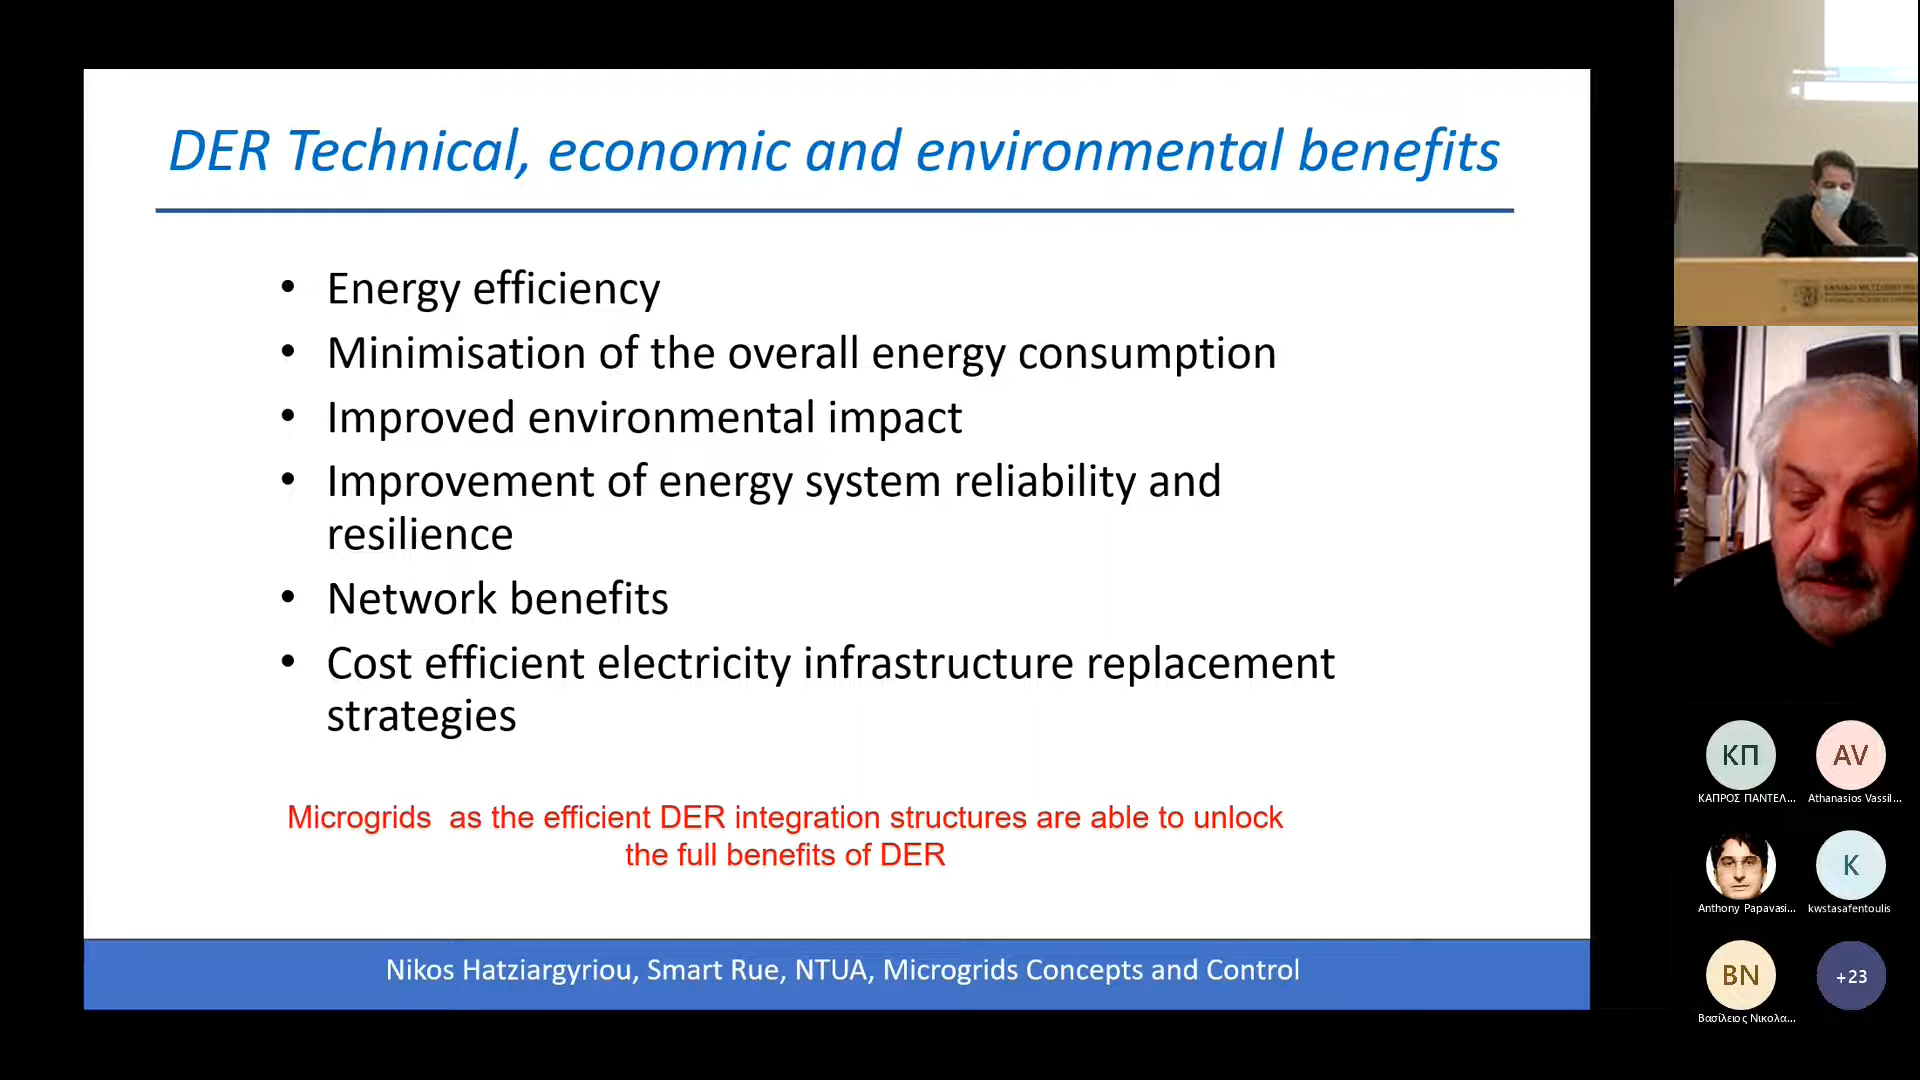 DER Technical, economic and environmental benefits
• Energy efficiency
• Minimisation of the overall energy consumption
• Improved environmental impact
• Improvement of energy system reliability and
resilience
• Network benefits
• Cost efficient electricity infrastructure replacement
strategies
Microgrids as the efficient DER integration structures are able to unlock
the full benefits of DER
Nikos Hatziargyriou, Smart Rue, NTUA, Microgrids Concepts and Control
ΚΠ
AV
ΚΑΠΡΟΣ ΠΑΝΤΕΛ...
Athanasios Vassil...
K
Anthony Papavasi...
kwstasafentoulis
BN
+23
Βασίλειος Νικολα...